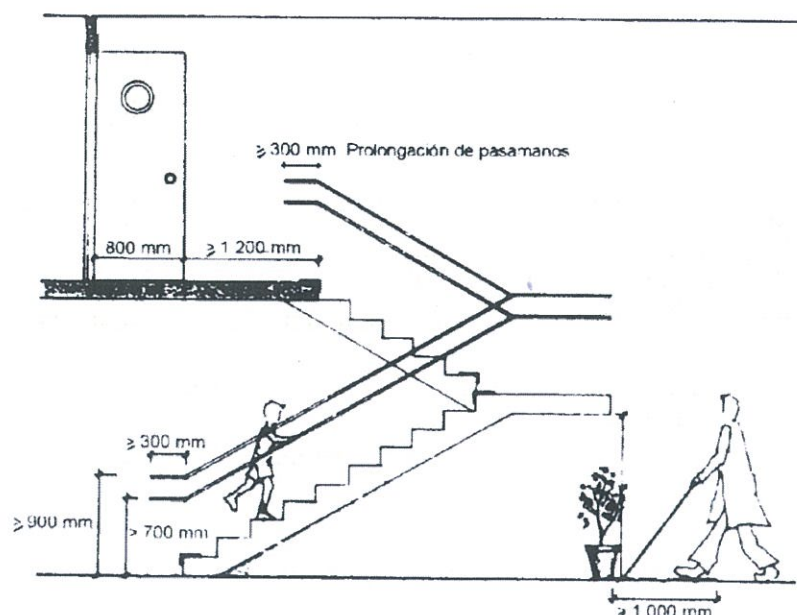 ⩾ 300 mm Prolongación de pasamanos
800 mm
⩾ 1 200 mm
⩾ 300 mm
⩾ 900 mm
> 700 mm
⩾ 1 000 mm